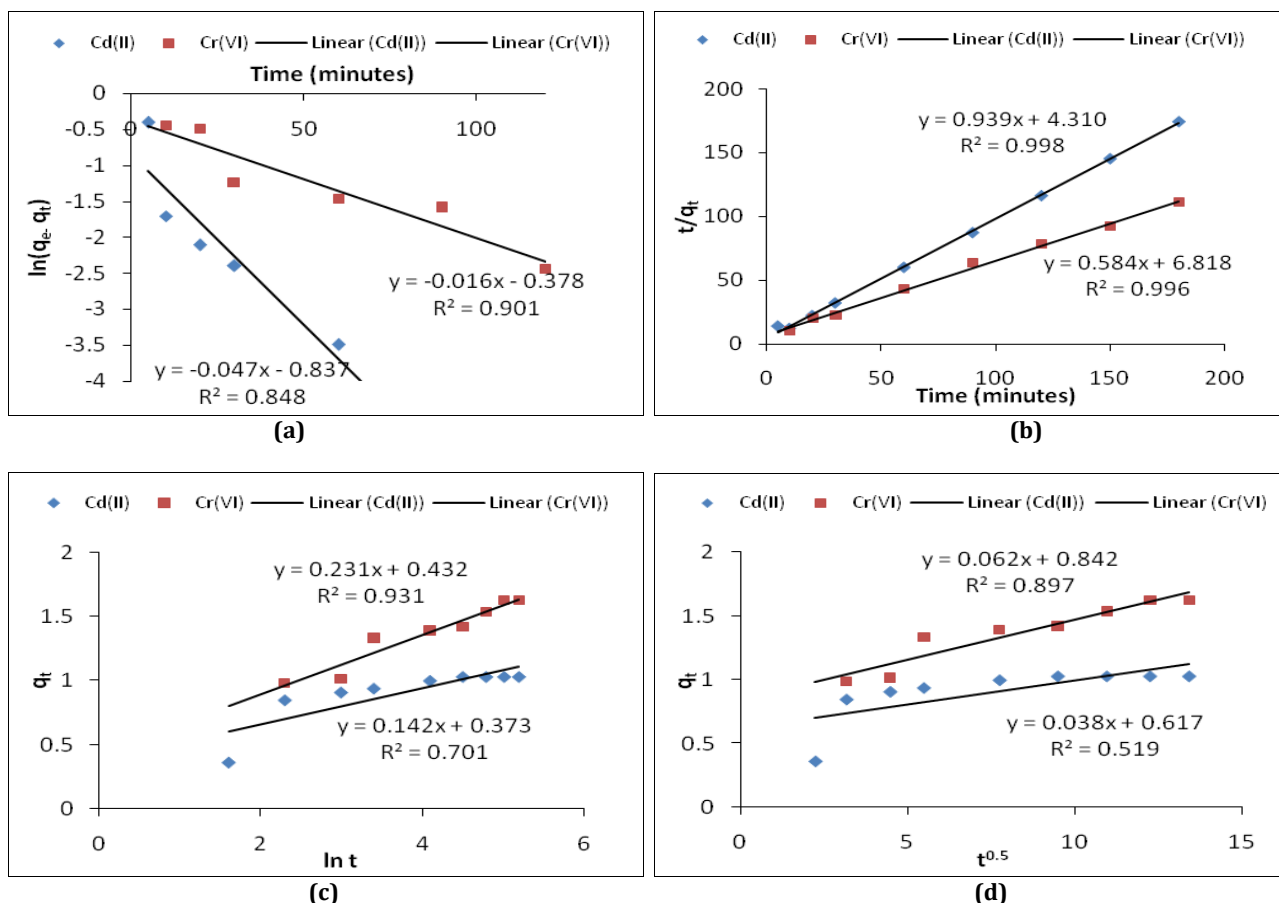 Cd(II) Cr(VI) Linear (Cd(II)) Linear (Cr(VI))
Time (minutes)
0 50 100
0
-0.5
-1
-1.5
-2
-2.5
-3
-3.5
-4
ln(qe- qt)
y = -0.016x - 0.378
R² = 0.901
y = -0.047x - 0.837
R² = 0.848
(a)
Cd(II) Cr(VI) Linear (Cd(II)) Linear (Cr(VI))
200
150
100
50
0
t/qt
y = 0.939x + 4.310
R² = 0.998
y = 0.584x + 6.818
R² = 0.996
0 50 100 150 200
Time (minutes)
(b)
Cd(II) Cr(VI) Linear (Cd(II)) Linear (Cr(VI))
2
1.5
1
0.5
0
qt
y = 0.231x + 0.432
R² = 0.931
y = 0.142x + 0.373
R² = 0.701
0 2 4 6
ln t
(c)
Cd(II) Cr(VI) Linear (Cd(II)) Linear (Cr(VI))
2
1.5
1
0.5
0
qt
y = 0.062x + 0.842
R² = 0.897
y = 0.038x + 0.617
R² = 0.519
0 5 10 15
t^0.5
(d)